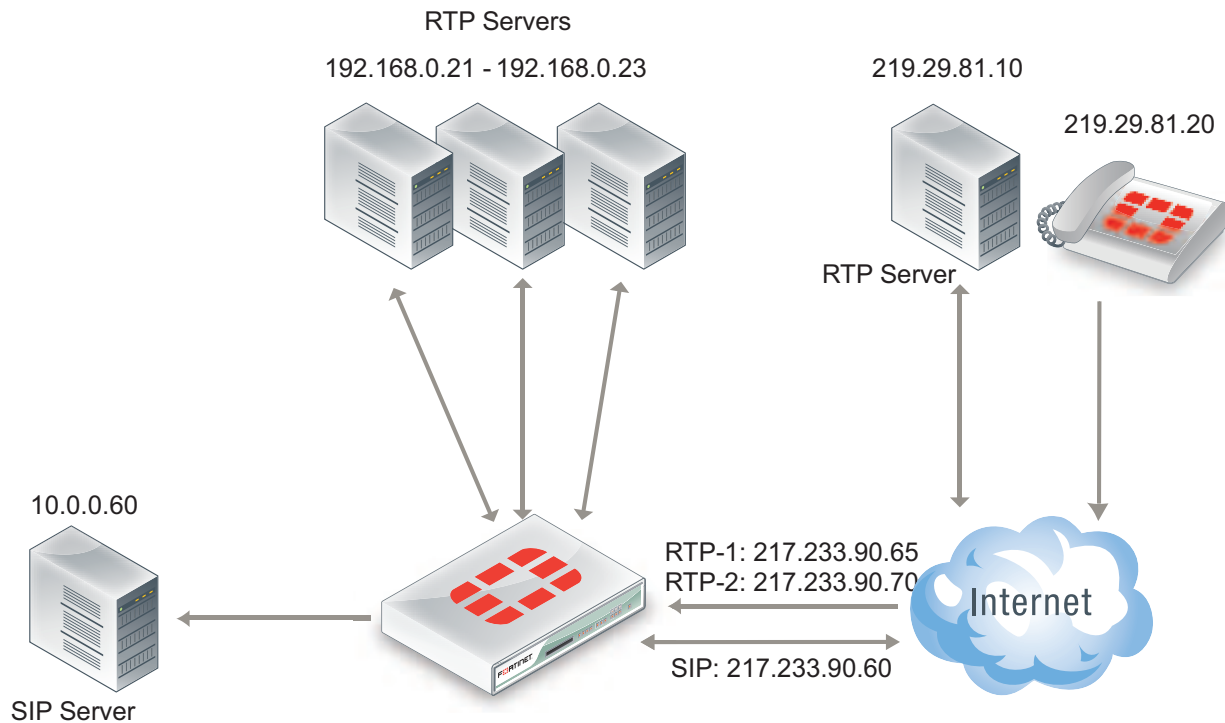 RTP Servers
192.168.0.21 - 192.168.0.23
219.29.81.10
219.29.81.20
RTP Server
10.0.0.60
RTP-1: 217.233.90.65
RTP-2: 217.233.90.70
Internet
SIP: 217.233.90.60
FORTINET
SIP Server